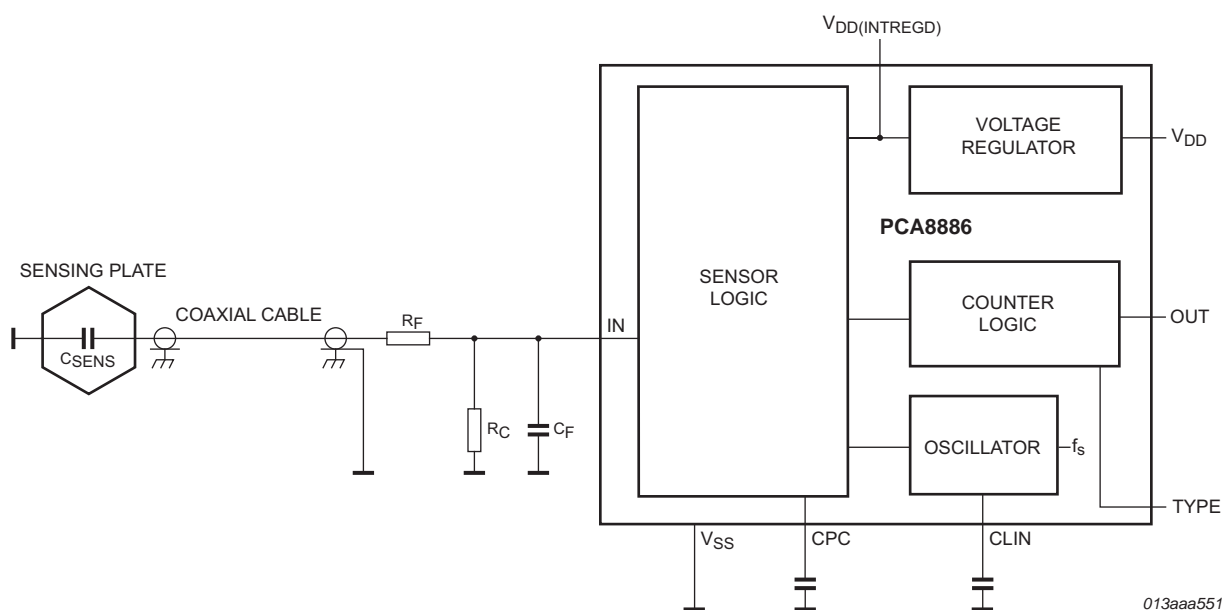 VDD(INTREGD)
VOLTAGE
REGULATOR
VDD
PCA8886
SENSING PLATE
CSENS
COAXIAL CABLE
RF
RC
CF
IN
SENSOR
LOGIC
COUNTER
LOGIC
OUT
OSCILLATOR
fs
TYPE
VSS
CPC
CLIN
013aaa551